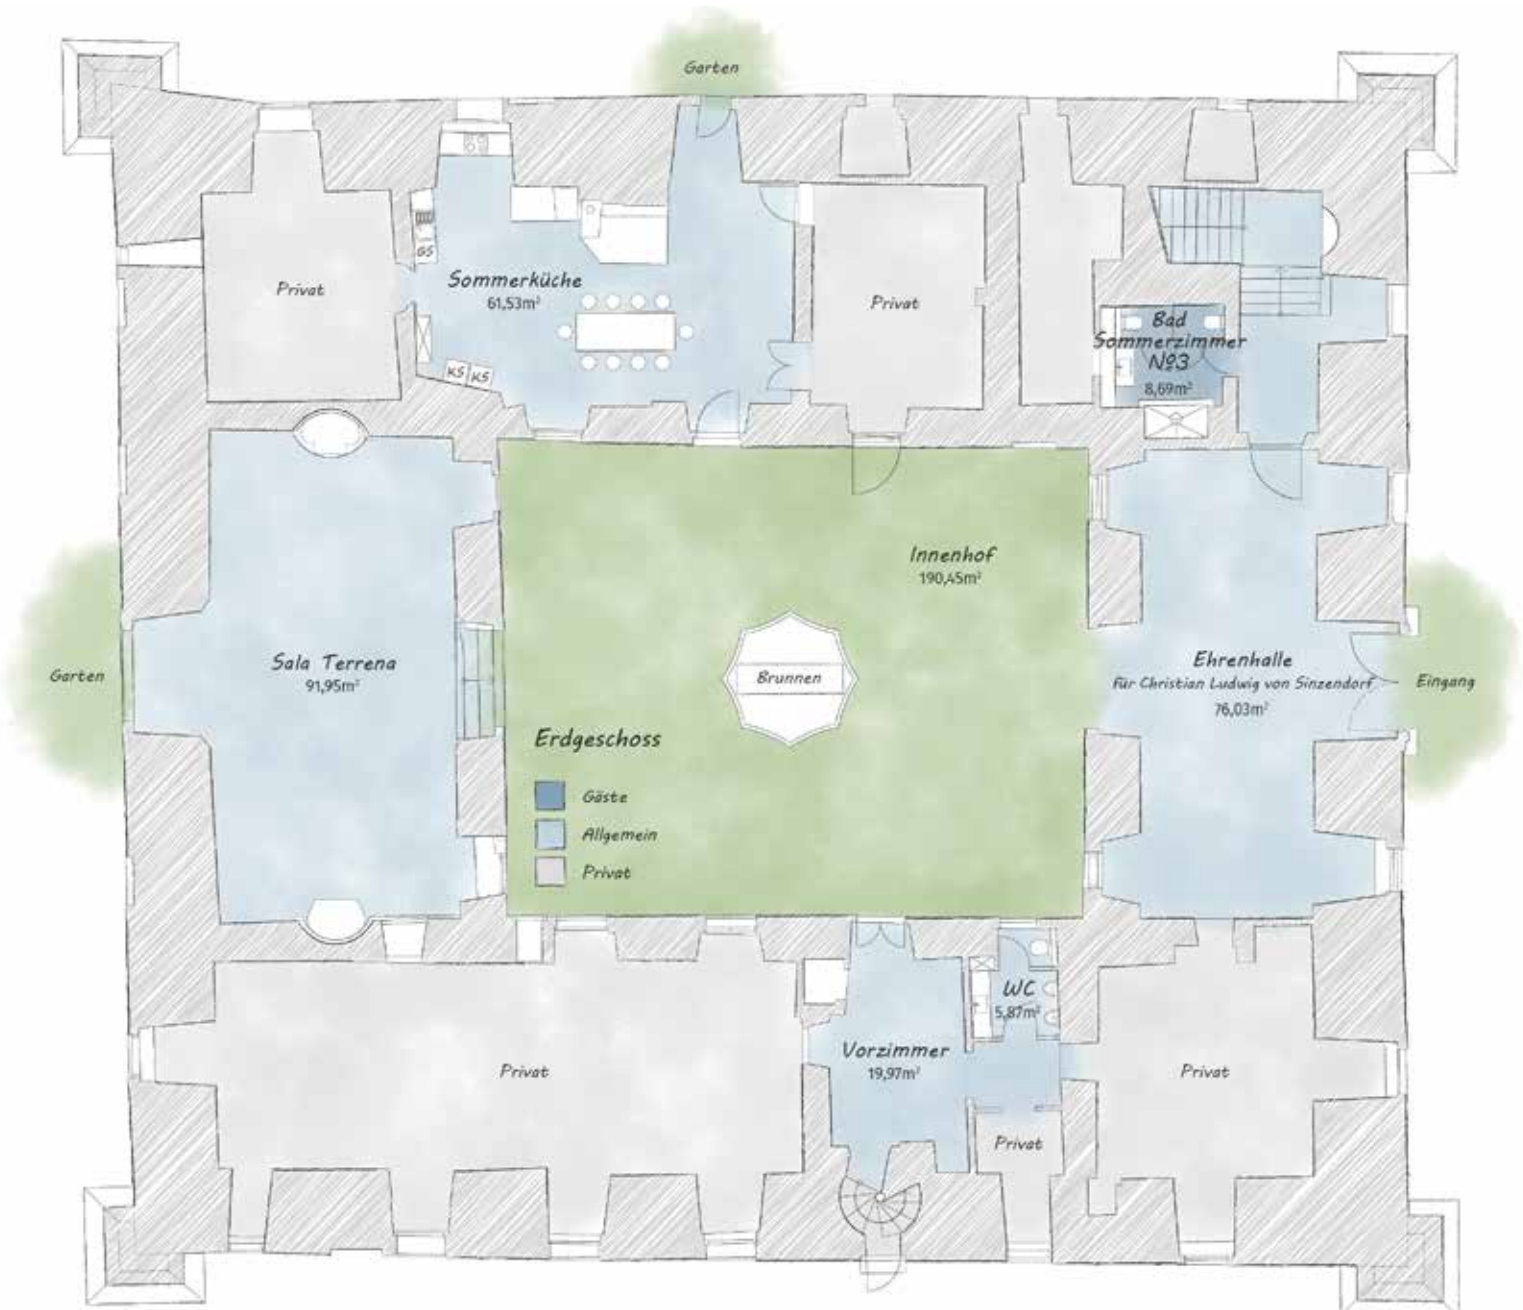 Garten
Privat
GS
Sommerküche
61,53m²
KS
KS
Privat
Bad
Sommerzimmer
Nº3
8,69m²
Garten
Sala Terrena
91,95m²
Innenhof
190,45m²
Brunnen
Ehrenhalle
für Christian Ludwig von Sinzendorf
76,03m²
Eingang
Erdgeschoss
Gäste
Allgemein
Privat
Privat
Vorzimmer
19,97m²
WC
5,87m²
Privat
Privat